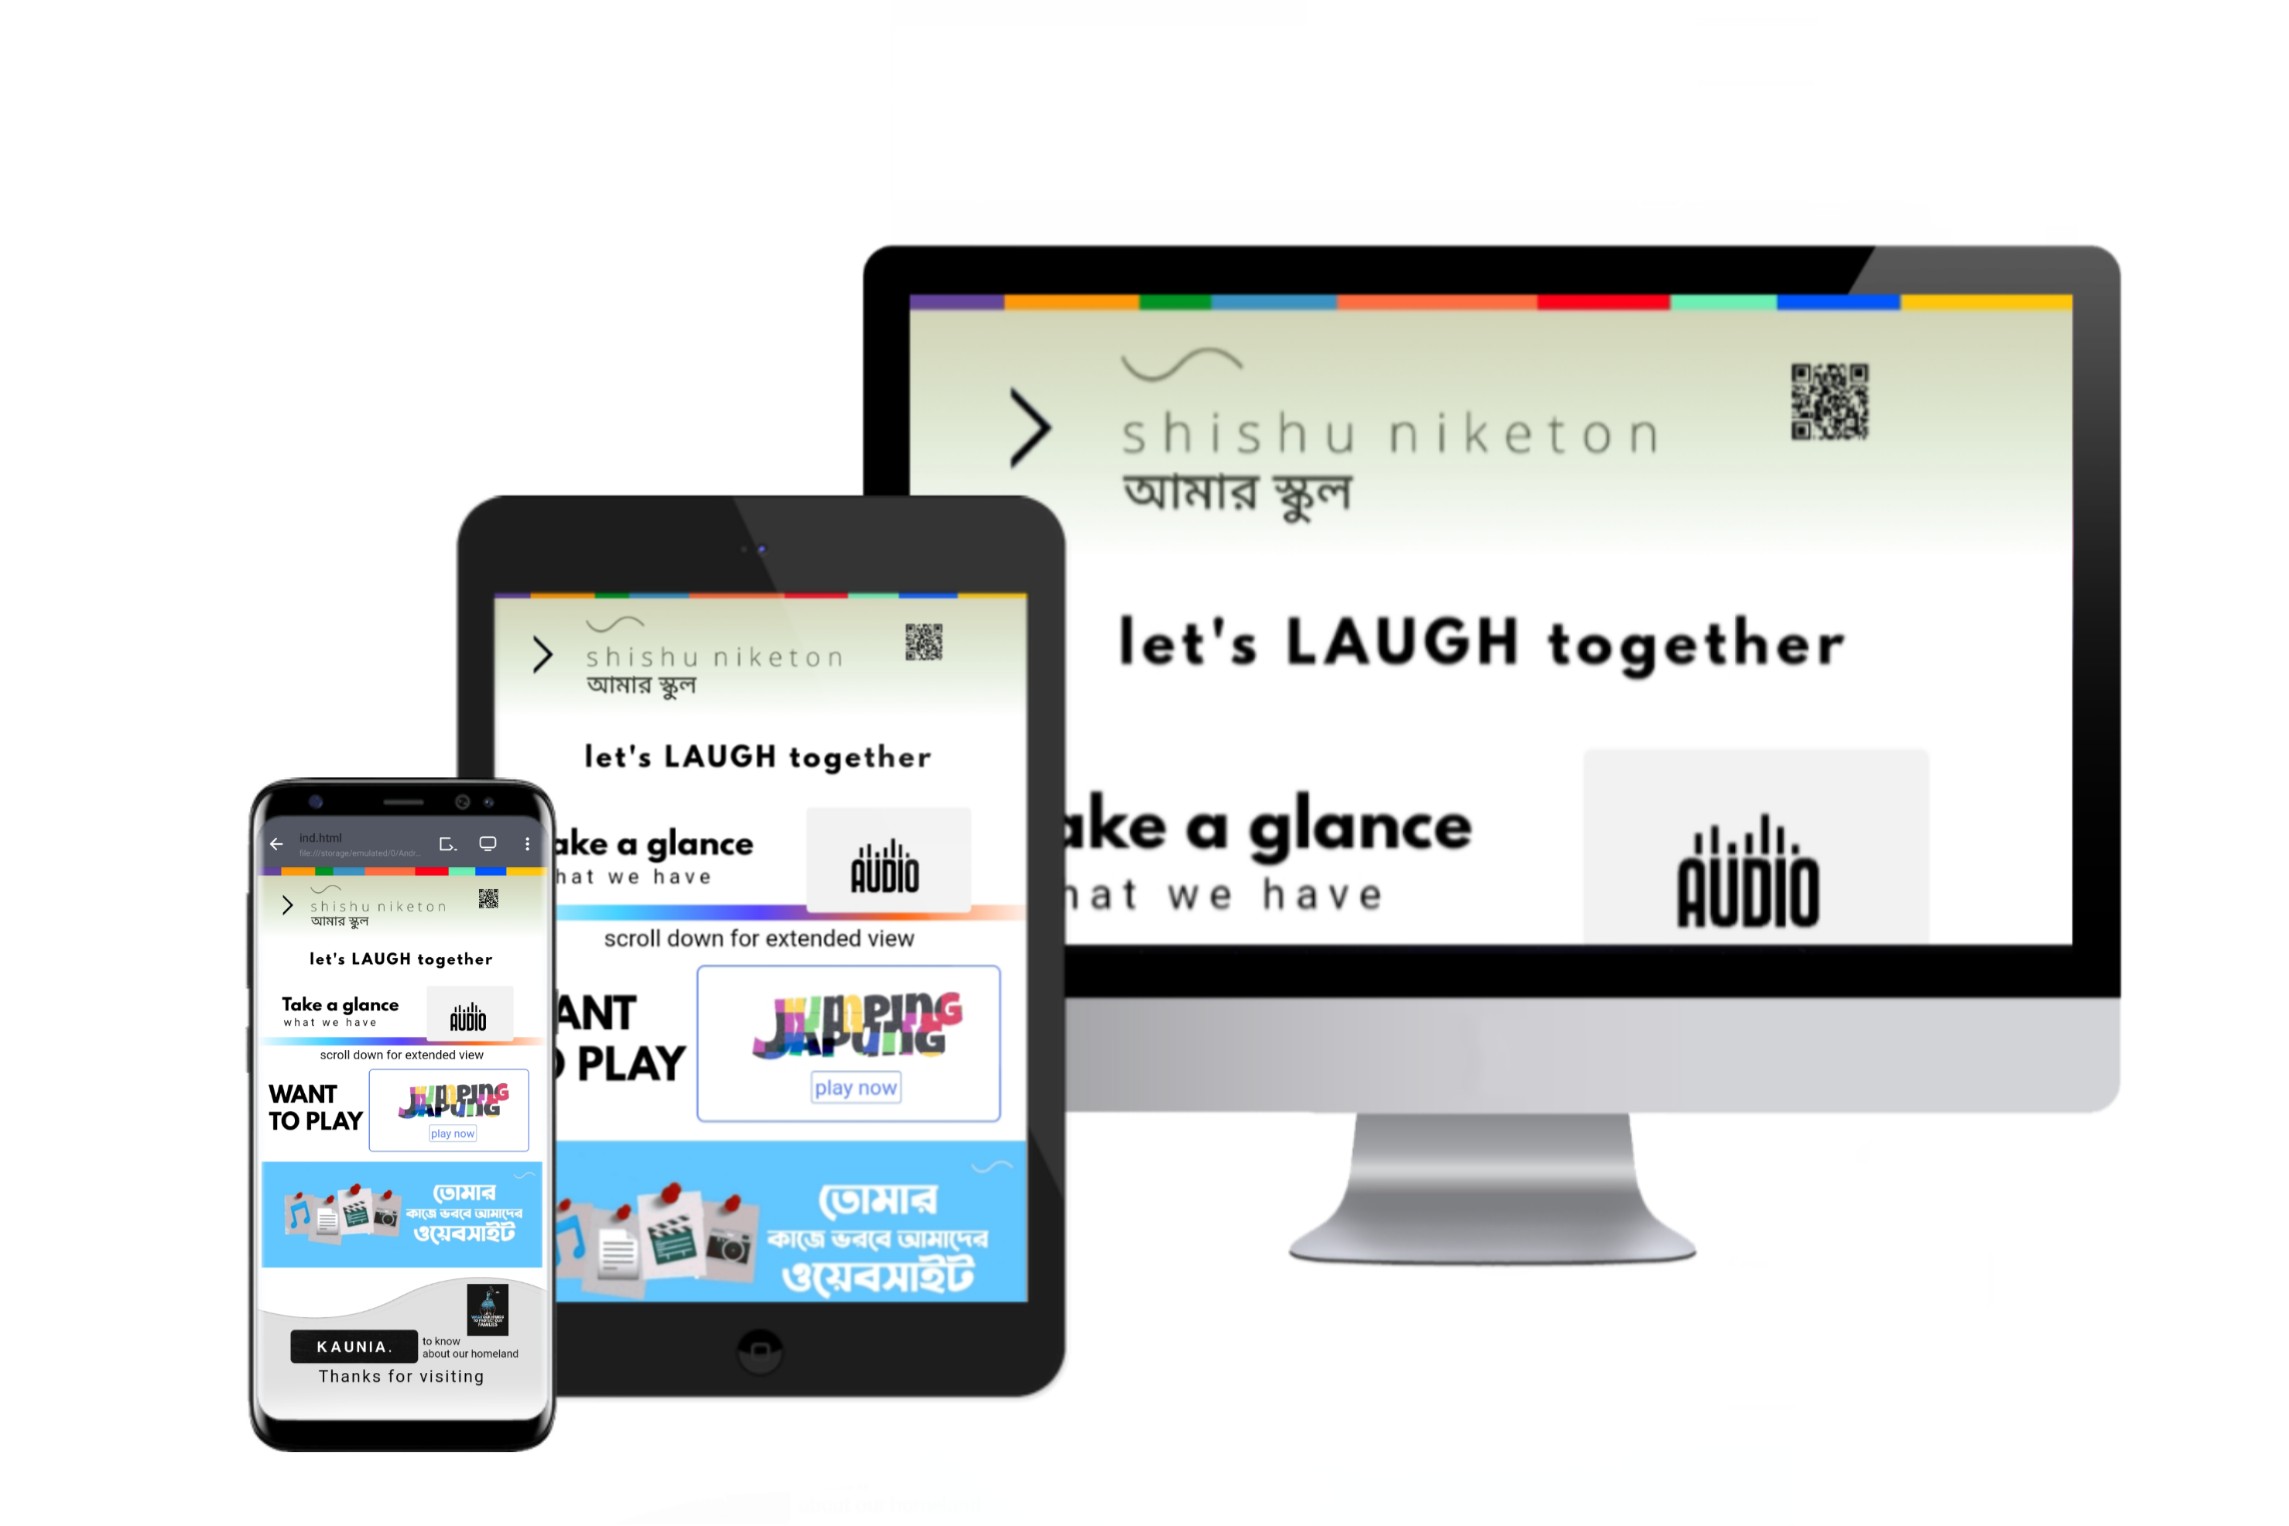 shishu niketon
আমার স্কুল
let's LAUGH together
ake a glance
hat we have
AUDIO
shishu niketon
আমার স্কুল
let's LAUGH together
ake a glance
hat we have
AUDIO
scroll down for extended view
ANT
O PLAY
JUMPING
JAPUNG
play now
তোমার
কাজে ভরবে আমাদের
ওয়েবসাইট
ind.html
file:///storage/emulated/0/Andr...
shishu niketon
আমার স্কুল
let's LAUGH together
Take a glance
what we have
AUDIO
scroll down for extended view
WANT
TO PLAY
JUMPING
JAPUNG
play now
তোমার
কাজে ভরবে আমাদের
ওয়েবসাইট
KAUNIA.
to know
about our homeland
Thanks for visiting